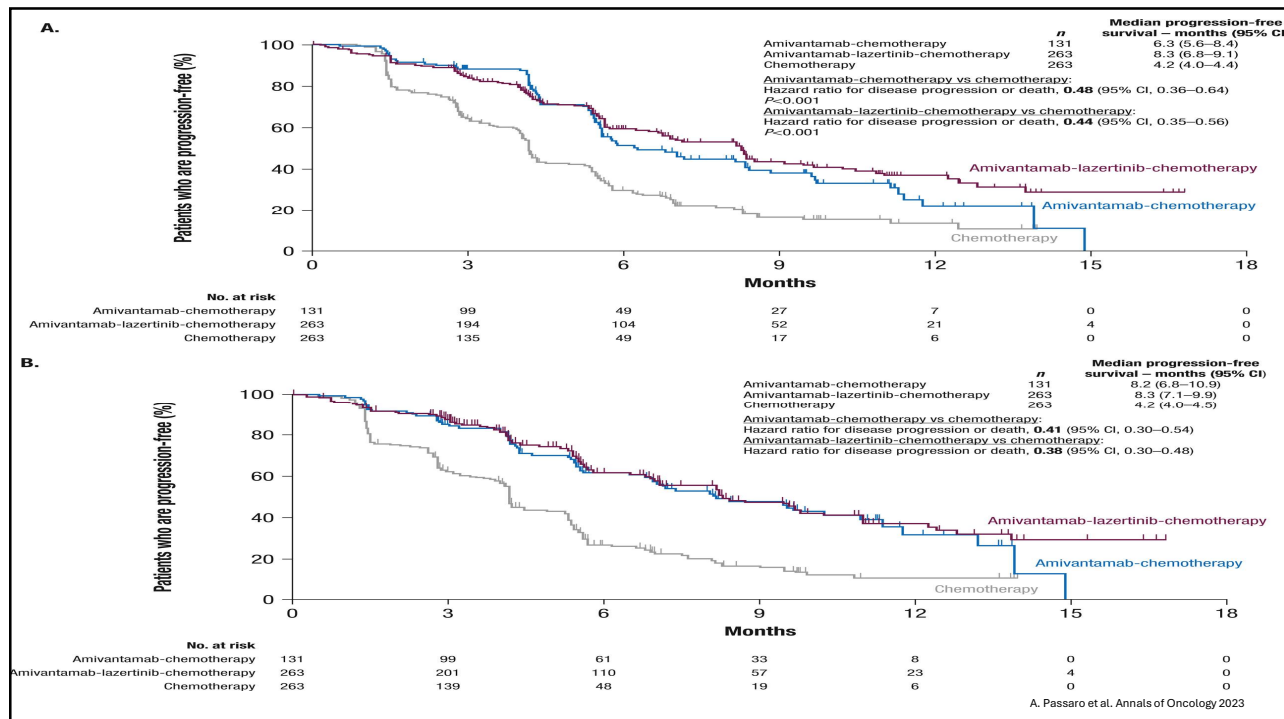 A.
Median progression-free
n survival – months (95% CI
Amivantamab-chemotherapy 131 6.3 (5.6–8.4)
Amivantamab-lazertinib-chemotherapy 263 8.3 (6.8–9.1)
Chemotherapy 263 4.2 (4.0–4.4)
Amivantamab-chemotherapy vs chemotherapy:
Hazard ratio for disease progression or death, 0.48 (95% CI, 0.36–0.64)
P<0.001
Amivantamab-lazertinib-chemotherapy vs chemotherapy:
Hazard ratio for disease progression or death, 0.44 (95% CI, 0.35–0.56)
P<0.001
Patients who are progression-free (%)
100
80
60
40
20
0
Amivantamab-lazertinib-chemotherapy
Amivantamab-chemotherapy
Chemotherapy
0 3 6 9 12 15 18
Months
No. at risk
Amivantamab-chemotherapy 131 99 49 27 7 0 0
Amivantamab-lazertinib-chemotherapy 263 194 104 52 21 4 0
Chemotherapy 263 135 49 17 6 0 0
B.
Median progression-free
n survival – months (95% CI)
Amivantamab-chemotherapy 131 8.2 (6.8–10.9)
Amivantamab-lazertinib-chemotherapy 263 8.3 (7.1–9.9)
Chemotherapy 263 4.2 (4.0–4.5)
Amivantamab-chemotherapy vs chemotherapy:
Hazard ratio for disease progression or death, 0.41 (95% CI, 0.30–0.54)
Amivantamab-lazertinib-chemotherapy vs chemotherapy:
Hazard ratio for disease progression or death, 0.38 (95% CI, 0.30–0.48)
Patients who are progression-free (%)
100
80
60
40
20
0
Amivantamab-lazertinib-chemotherapy
Amivantamab-chemotherapy
Chemotherapy
0 3 6 9 12 15 18
Months
No. at risk
Amivantamab-chemotherapy 131 99 61 33 8 0 0
Amivantamab-lazertinib-chemotherapy 263 201 110 57 23 4 0
Chemotherapy 263 139 48 19 6 0 0
A. Passaro et al. Annals of Oncology 2023